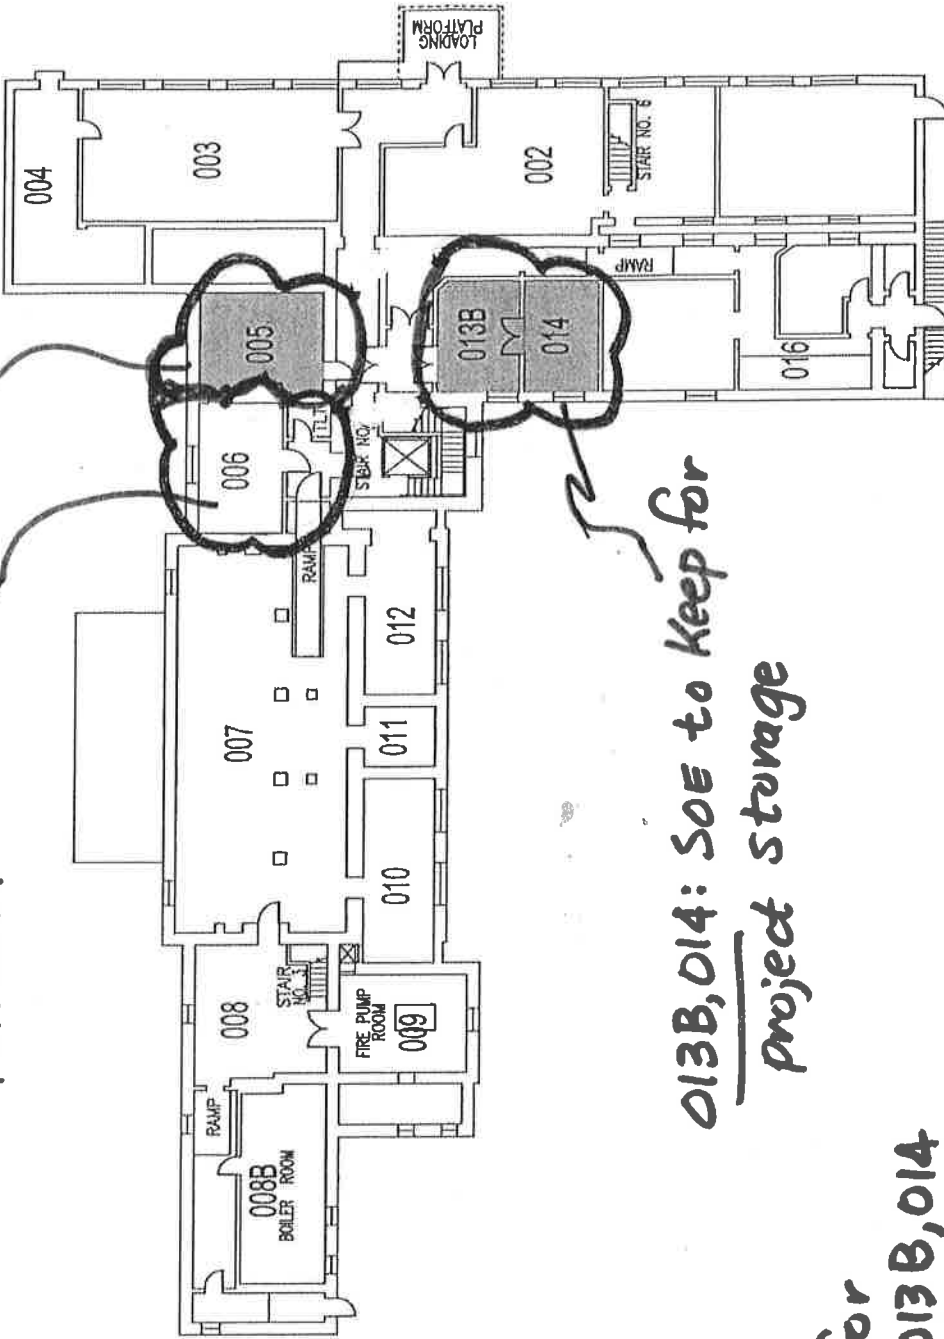 LOADING
PLATFORM
004
003
002
STAIR NO. 6
005
006
TLT
RAMP
013B
014
016
RAMP
007
012
011
010
008
STAIR
NO. 3
FIRE PUMP
ROOM
009
RAMP
008B
BOILER ROOM
013B, 014: SOE to Keep for
project storage
for
013B, 014